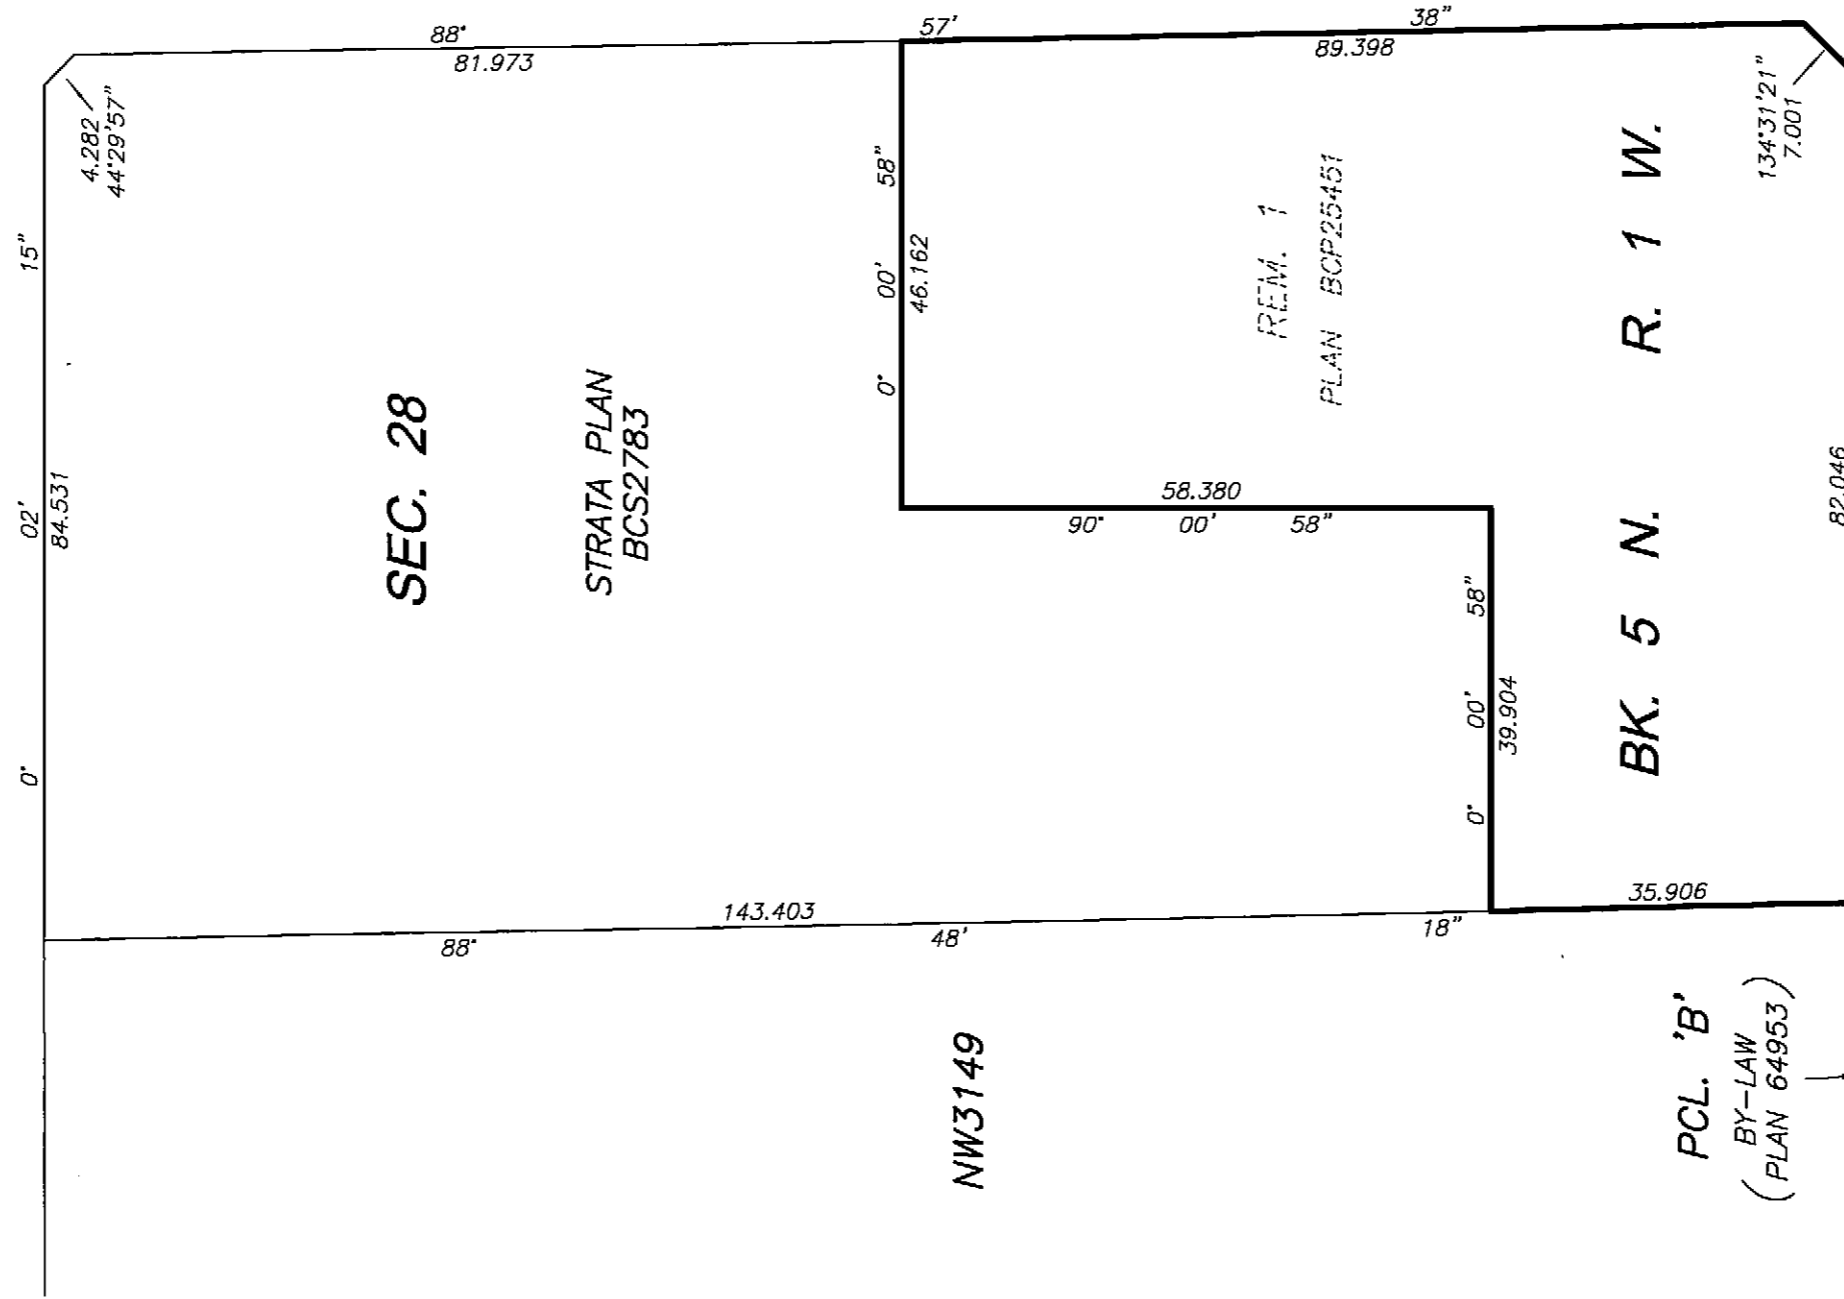 88° 57' 38"
81.973
89.398
4.282
44°29'57"
134°31'21"
7.001
0° 02' 15"
84.531
SEC. 28
STRATA PLAN
BCS2783
0° 00' 58"
46.162
REM. 1
PLAN BCP25451
BK. 5 N. R. 1 W.
82.046
58.380
90° 00' 58"
0° 00' 58"
39.904
35.906
143.403
88° 48' 18"
NW3149
PCL. 'B'
BY-LAW
( PLAN 64953 )